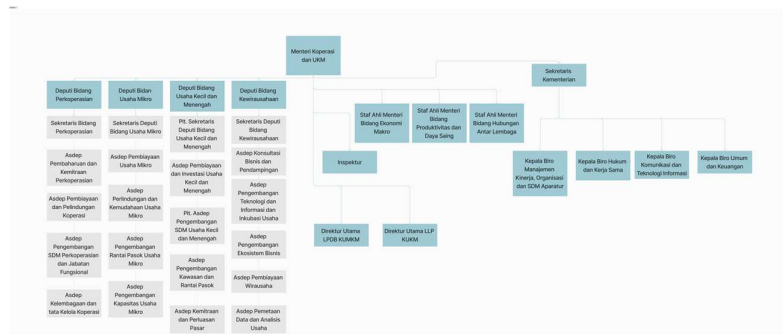 Menteri Koperasi
dan UKM
Sekretaris
Kementerian
Deputi Bidang
Perkoperasian
Deputi Bidan
Usaha Mikro
Deputi Bidang
Usaha Kecil dan
Menengah
Deputi Bidang
Kewirausahaan
Staf Ahli Menteri
Bidang Ekonomi
Makro
Staf Ahli Menteri
Bidang
Produktivitas dan
Daya Saing
Staf Ahli Menteri
Bidang Hubungan
Antar Lembaga
Inspektur
Kepala Biro
Manajemen
Kinerja, Organisasi
dan SDM Aparatur
Kepala Biro Hukum
dan Kerja Sama
Kepala Biro
Komunikasi dan
Teknologi Informasi
Kepala Biro Umum
dan Keuangan
Direktur Utama
LPDB KUMKM
Direktur Utama LLP
KUKM
Sekretaris Bidang
Perkoperasian
Asdep
Pembaharuan dan
Kemitraan
Perkoperasian
Asdep Pembiayaan
dan Pelindungan
Koperasi
Asdep
Pengembangan
SDM Perkoperasian
dan Jabatan
Fungsional
Asdep
Kelembagaan dan
tata Kelola Koperasi
Sekretaris Deputi
Bidang Usaha Mikro
Asdep Pembiayaan
Usaha Mikro
Asdep
Perlindungan dan
Kemudahaan Usaha
Mikro
Asdep
Pengembangan
Rantai Pasok Usaha
Mikro
Asdep
Pengembangan
Kapasitas Usaha
Mikro
Plt. Sekretaris
Deputi Bidang
Usaha Kecil dan
Menengah
Asdep Pembiayaan
dan Investasi Usaha
Kecil dan
Menengah
Plt. Asdep
Pengembangan
SDM Usaha Kecil
dan Menengah
Asdep
Pengembangan
Kawasan dan
Rantai Pasok
Asdep Kemitraan
dan Perluasan
Pasar
Sekretaris Deputi
Bidang
Kewirausahaan
Asdep Konsultasi
Bisnis dan
Pendampingan
Asdep
Pengembangan
Teknologi dan
Informasi dan
Inkubasi Usaha
Asdep
Pengembangan
Ekosistem Bisnis
Asdep Pembiayaan
Wirausaha
Asdep Pemetaan
Data dan Analisis
Usaha